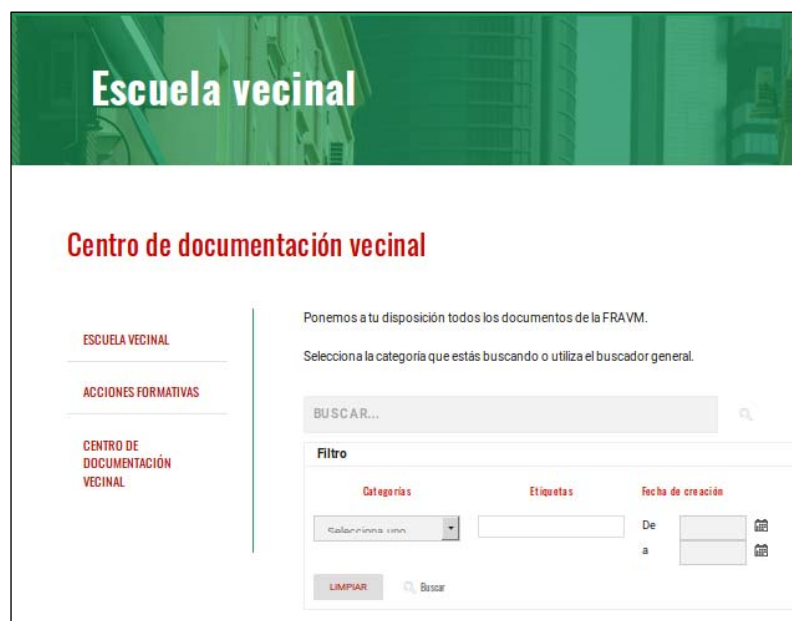 Escuela vecinal
Centro de documentación vecinal
ESCUELA VECINAL
ACCIONES FORMATIVAS
CENTRO DE
DOCUMENTACIÓN
VECINAL
Ponemos a tu disposición todos los documentos de la FRAVM.
Selecciona la categoría que estás buscando o utiliza el buscador general.
BUSCAR...
Filtro
Categorías Etiquetas Fecha de creación
Selecciona uno De
a
LIMPIAR Buscar